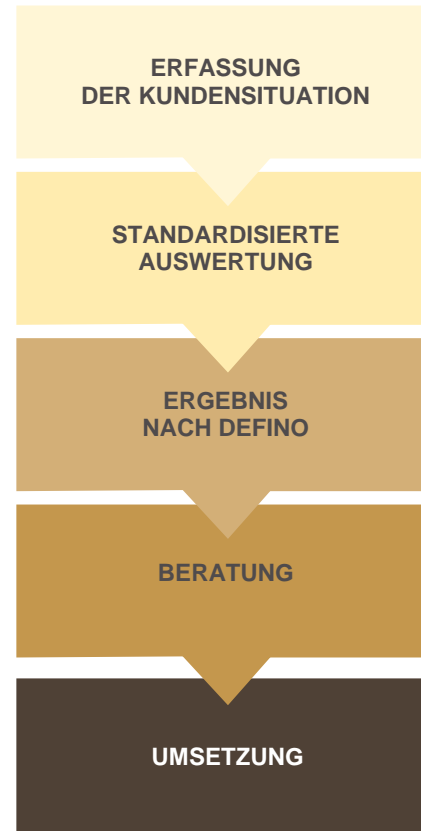 ERFASSUNG
DER KUNDENSITUATION
STANDARDISIERTE
AUSWERTUNG
ERGEBNIS
NACH DEFINO
BERATUNG
UMSETZUNG